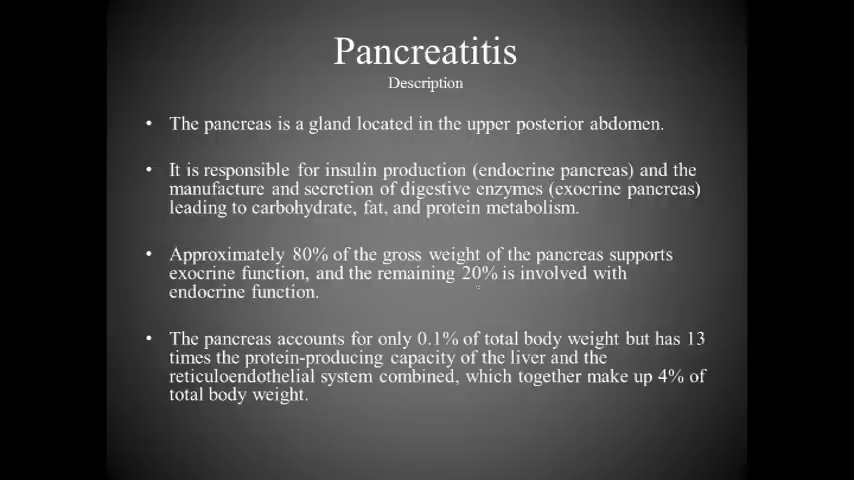 Pancreatitis
Description
• The pancreas is a gland located in the upper posterior abdomen.
• It is responsible for insulin production (endocrine pancreas) and the
manufacture and secretion of digestive enzymes (exocrine pancreas)
leading to carbohydrate, fat, and protein metabolism.
• Approximately 80% of the gross weight of the pancreas supports
exocrine function, and the remaining 20% is involved with
endocrine function.
• The pancreas accounts for only 0.1% of total body weight but has 13
times the protein-producing capacity of the liver and the
reticuloendothelial system combined, which together make up 4% of
total body weight.